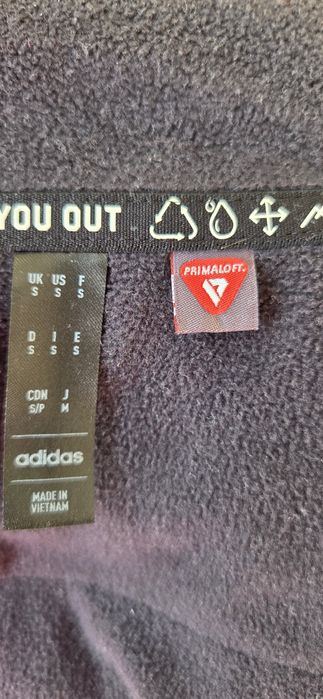 YOU OUT
PRIMALOFT®
UK US F
S S S
D I E
S S S
CDN J
S/P M
adidas
MADE IN
VIETNAM